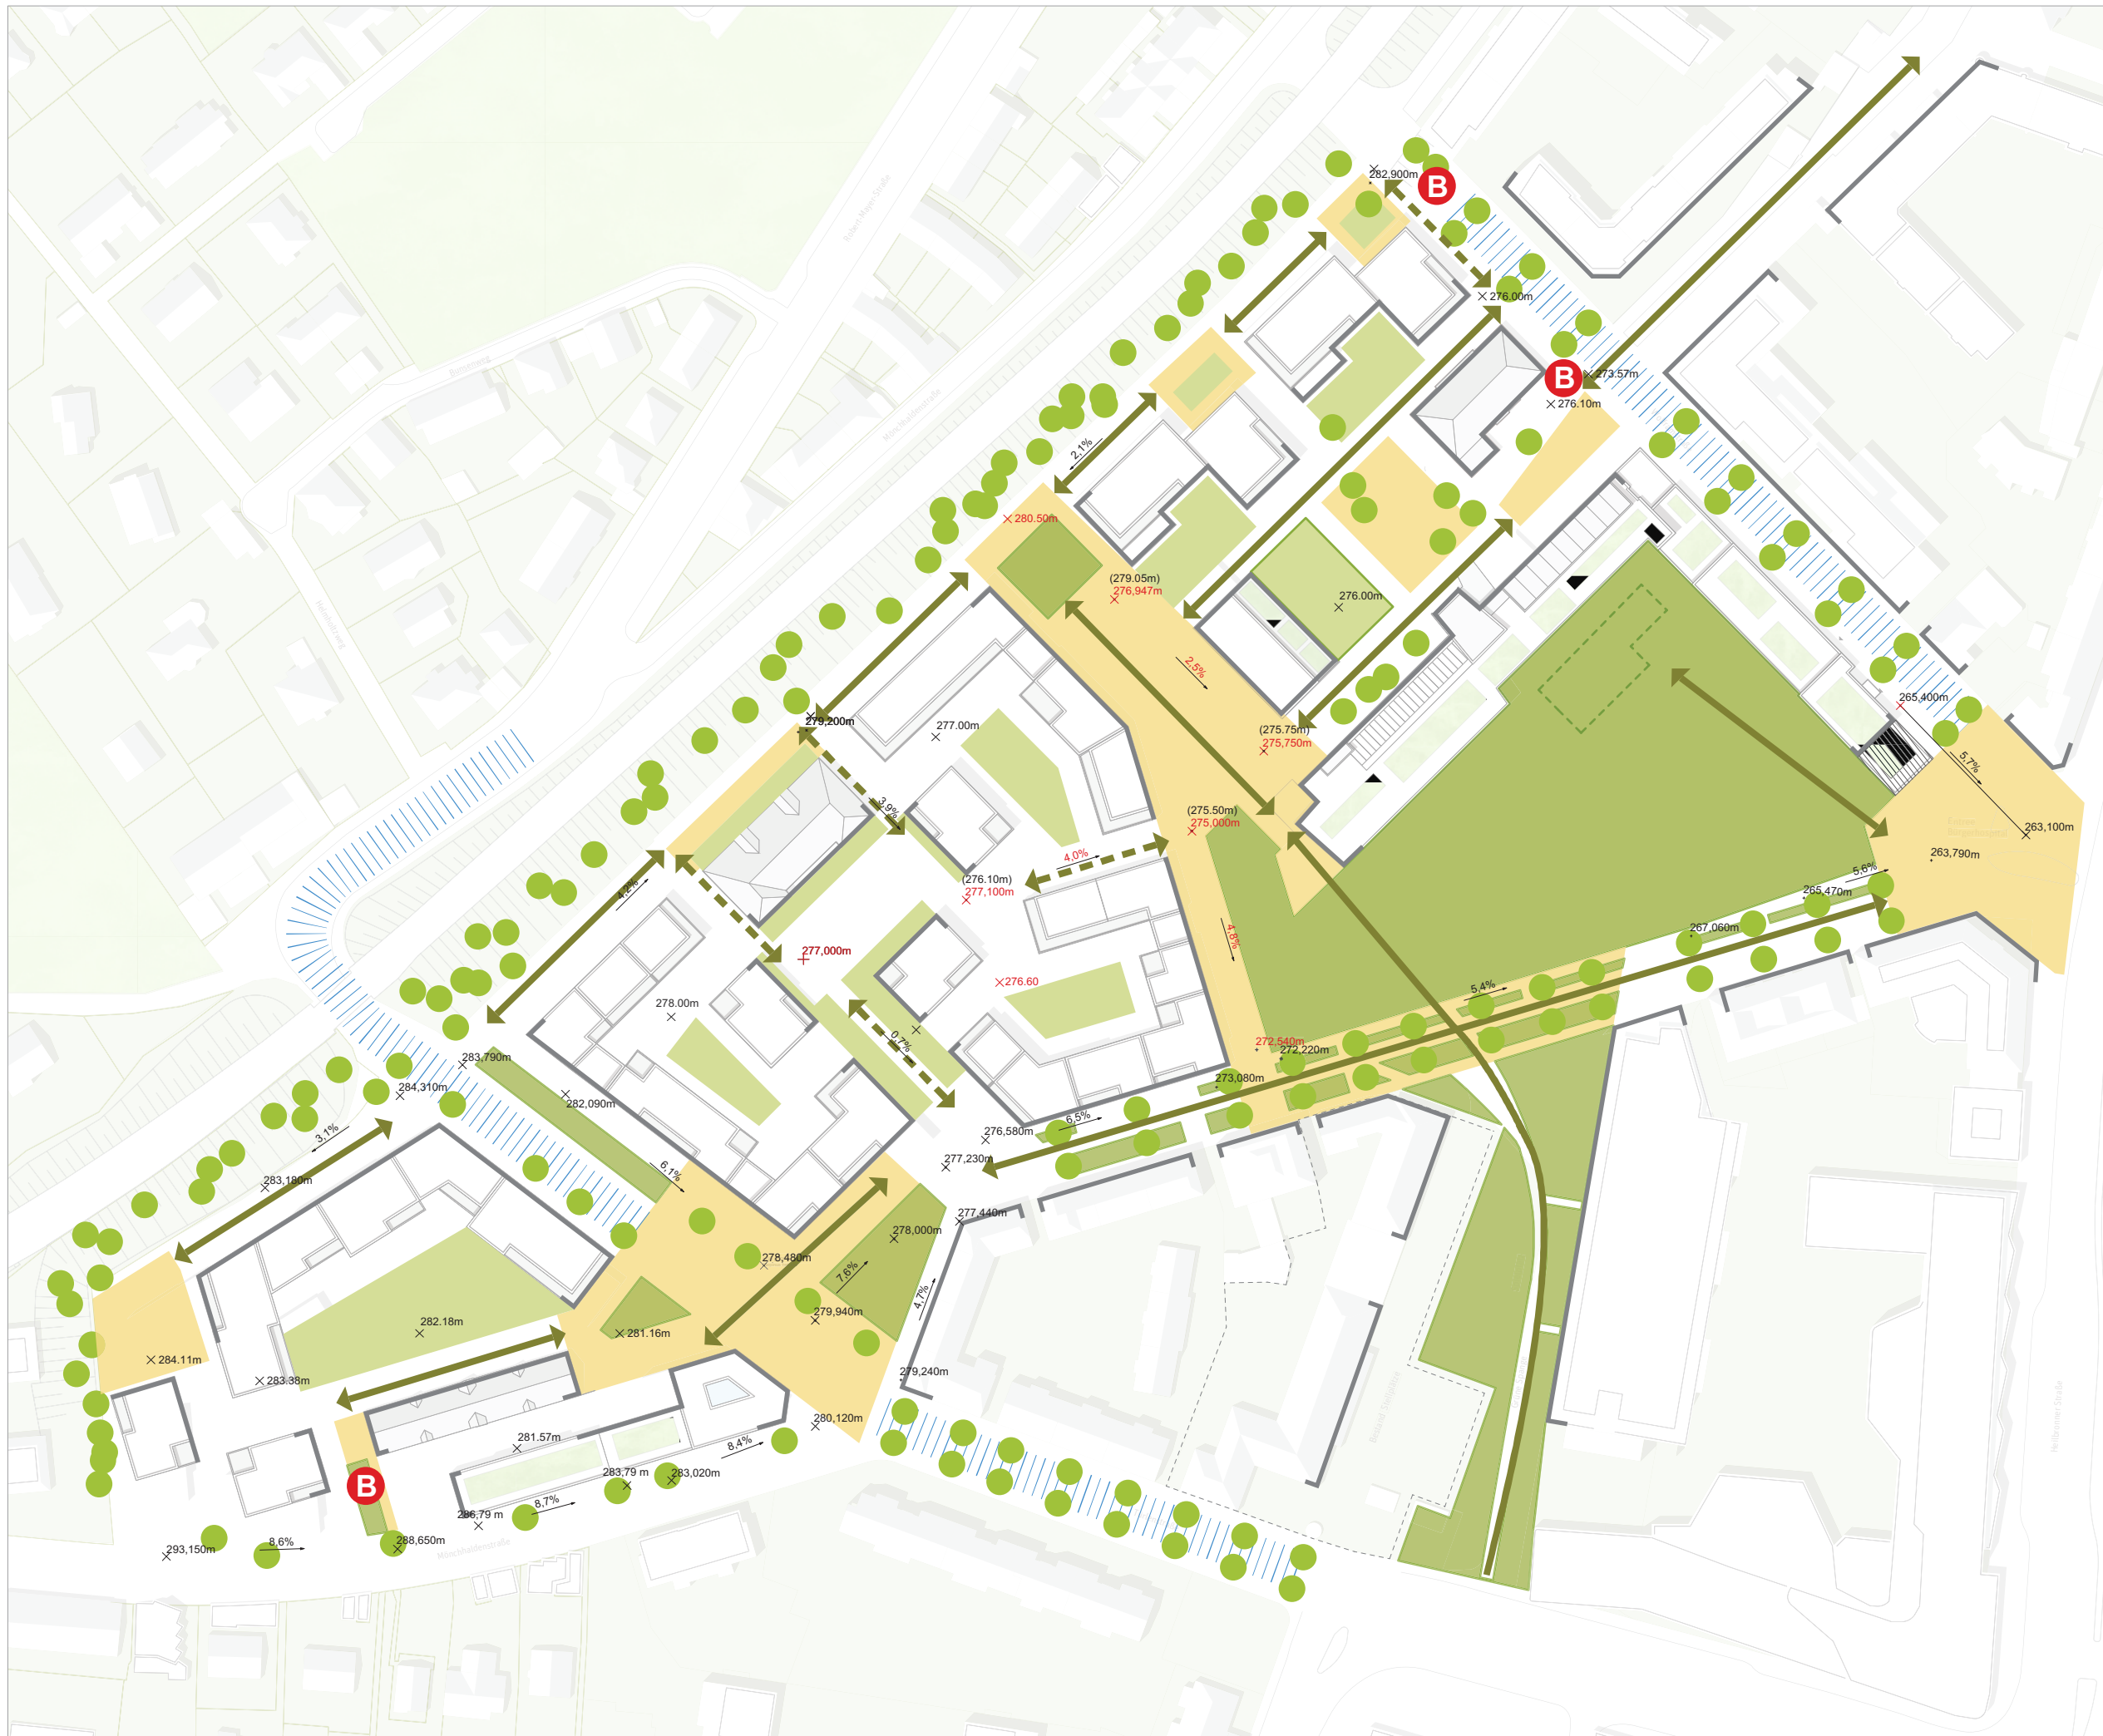 282,900m
B
276.00m
B
273.57m
276.10m
Robert-Mayer-Straße
Mönchhaldenstraße
2,1%
280.50m
(279.05m)
276,947m
276.00m
2,5%
265,400m
279,200m
277.00m
(275.75m)
275,750m
5,7%
3,9%
(275.50m)
275,000m
263,100m
263,790m
4,0%
4,2%
(276.10m)
277,100m
5,6%
265,470m
267,060m
4,8%
277,000m
276.60
278.00m
5,4%
0,7%
272,540m
272,220m
283,790m
273,080m
284,310m
282,090m
6,5%
3,1%
276,580m
277,230m
6,1%
283,180m
277,440m
278,000m
278,480m
7,6%
4,7%
279,940m
282.18m
281.16m
284.11m
283.38m
279,240m
280,120m
281.57m
8,4%
283,79 m
283,020m
B
8,7%
286,79 m
288,650m
293,150m
8,6%
Mönchhaldenstraße
Heilbronner Straße